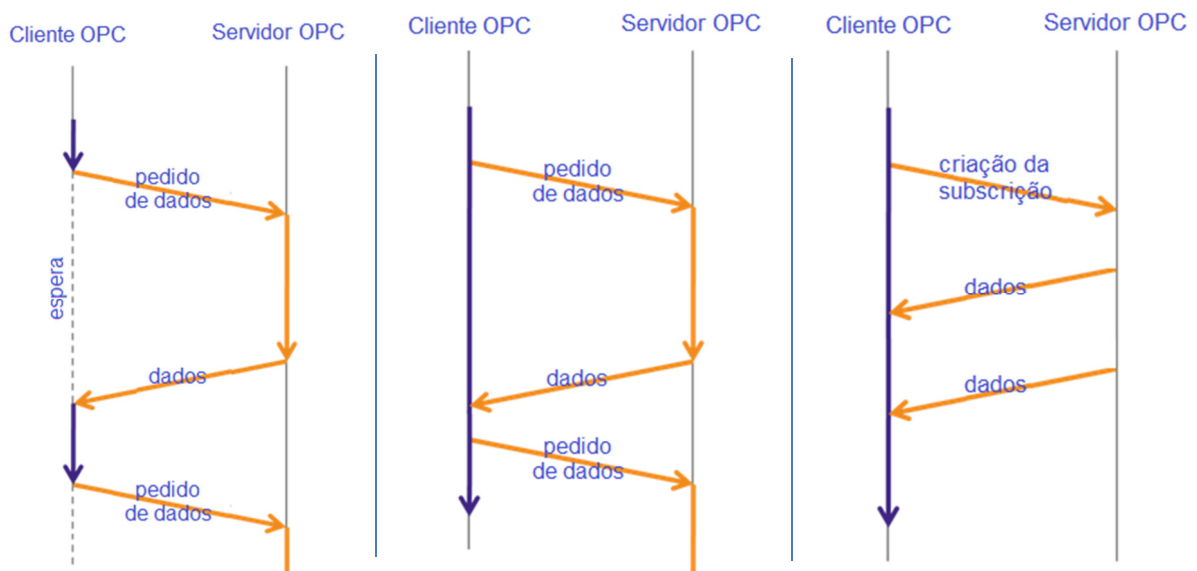 Cliente OPC
Servidor OPC
pedido
de dados
espera
dados
pedido
de dados
Cliente OPC
Servidor OPC
pedido
de dados
dados
pedido
de dados
Cliente OPC
Servidor OPC
criação da
subscrição
dados
dados